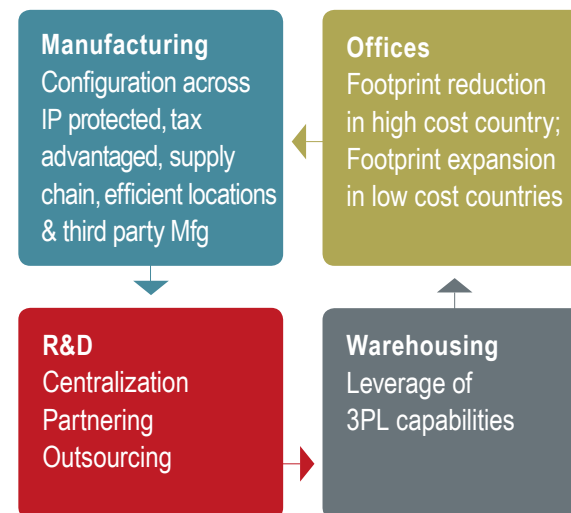 Manufacturing
Configuration across
IP protected, tax
advantaged, supply
chain, efficient locations
& third party Mfg
Offices
Footprint reduction
in high cost country;
Footprint expansion
in low cost countries
R&D
Centralization
Partnering
Outsourcing
Warehousing
Leverage of
3PL capabilities